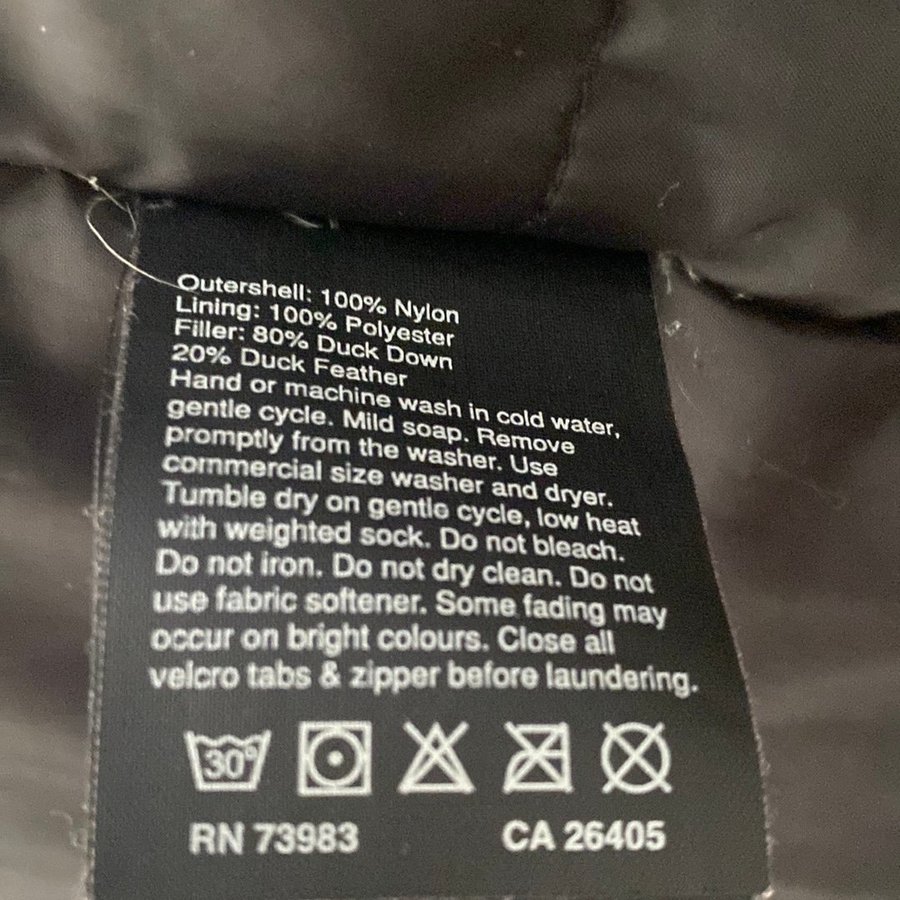 Outershell: 100% Nylon
Lining: 100% Polyester
Filler: 80% Duck Down
20% Duck Feather
Hand or machine wash in cold water,
gentle cycle. Mild soap. Remove
promptly from the washer. Use
commercial size washer and dryer.
Tumble dry on gentle cycle, low heat
with weighted sock. Do not bleach.
Do not iron. Do not dry clean. Do not
use fabric softener. Some fading may
occur on bright colours. Close all
velcro tabs & zipper before laundering.
30°
RN 73983 CA 26405